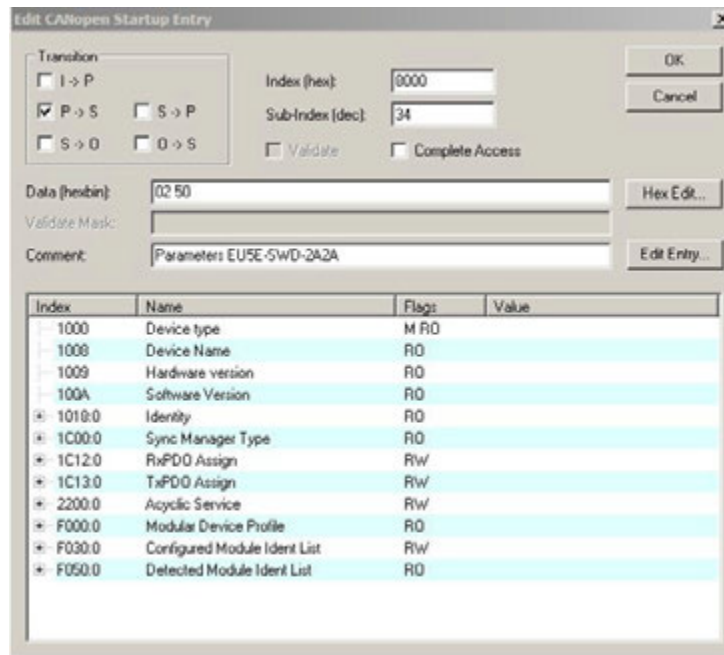 Edit CANopen Startup Entry
Transition
I -> P
P -> S
S -> P
S -> O
O -> S
Index (hex):
8000
Sub-Index (dec):
34
Validate
Complete Access
OK
Cancel
Data (hexbin):
02 50
Hex Edit...
Validate Mask:
Comment:
Parameters EU5E-SWD-2A2A
Edit Entry...
Index Name Flags Value
1000 Device type M RO
1008 Device Name RO
1009 Hardware version RO
100A Software Version RO
1018:0 Identity RO
1C00:0 Sync Manager Type RO
1C12:0 RxPDO Assign RW
1C13:0 TxPDO Assign RW
2200:0 Acyclic Service RW
F000:0 Modular Device Profile RO
F030:0 Configured Module Ident List RW
F050:0 Detected Module Ident List RO